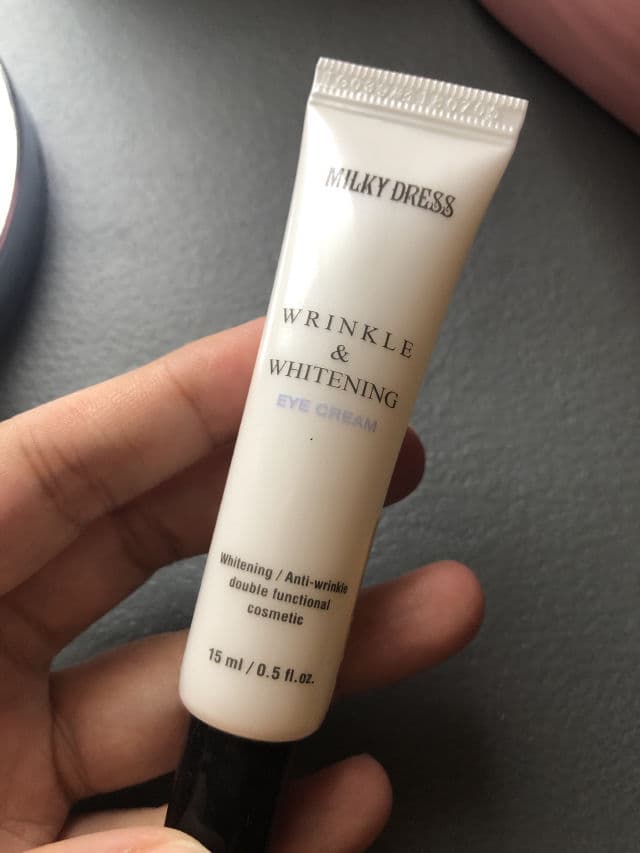 MILKY DRESS
WRINKLE
&
WHITENING
EYE CREAM
Whitening / Anti-wrinkle
double functional
cosmetic
15 ml / 0.5 fl.oz.